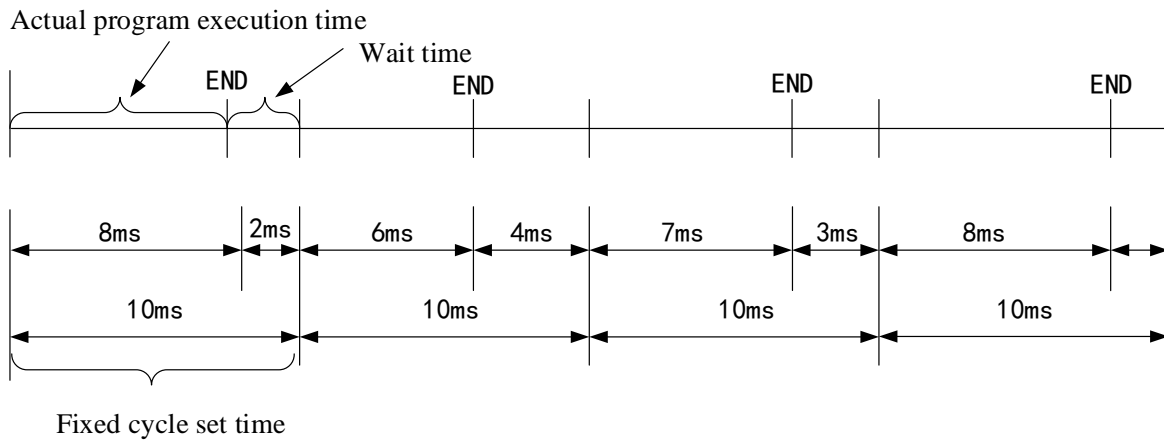 Actual program execution time
Wait time
END
END
END
END
8ms
2ms
6ms
4ms
7ms
3ms
8ms
10ms
10ms
10ms
10ms
Fixed cycle set time